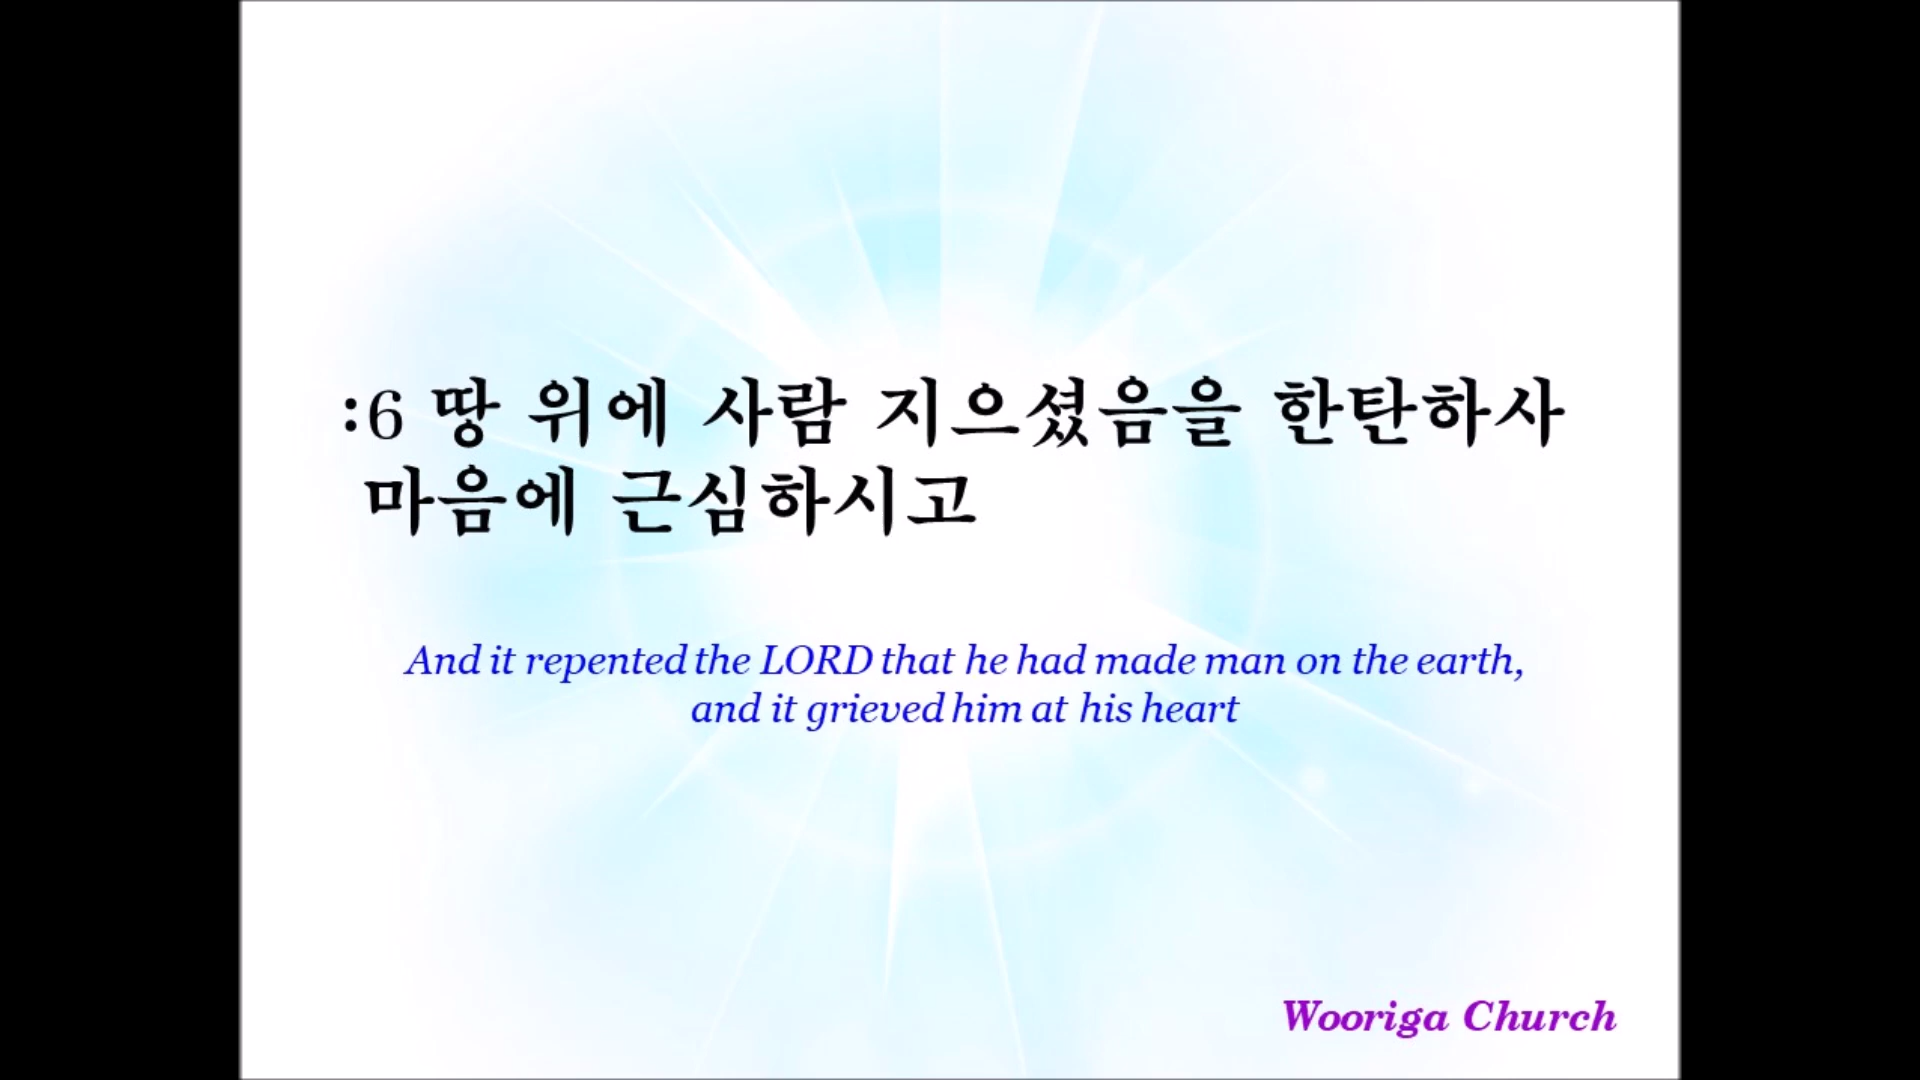 :6 땅 위에 사람 지으셨음을 한탄하사
마음에 근심하시고
And it repented the LORD that he had made man on the earth,
and it grieved him at his heart
Wooriga Church